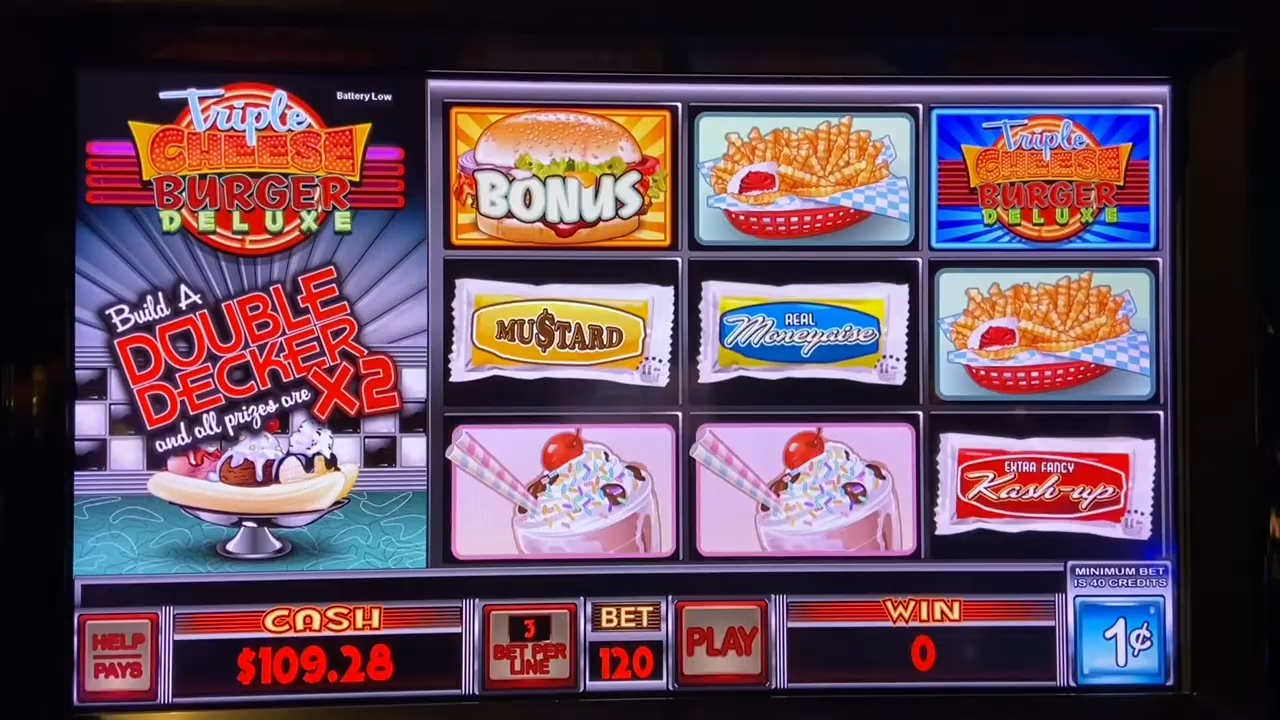 Battery Low
Triple
CHEESE
BURGER
DELUXE
Build A
DOUBLE
DECKER
X2
and all prizes are
BONUS
Triple
CHEESE
BURGER
DELUXE
MU$TARD
REAL
Moneyaise
EXTRA FANCY
Kash-up
HELP
PAYS
CASH
$109.28
3
BET PER
LINE
BET
120
PLAY
WIN
0
MINIMUM BET
IS 40 CREDITS
1¢